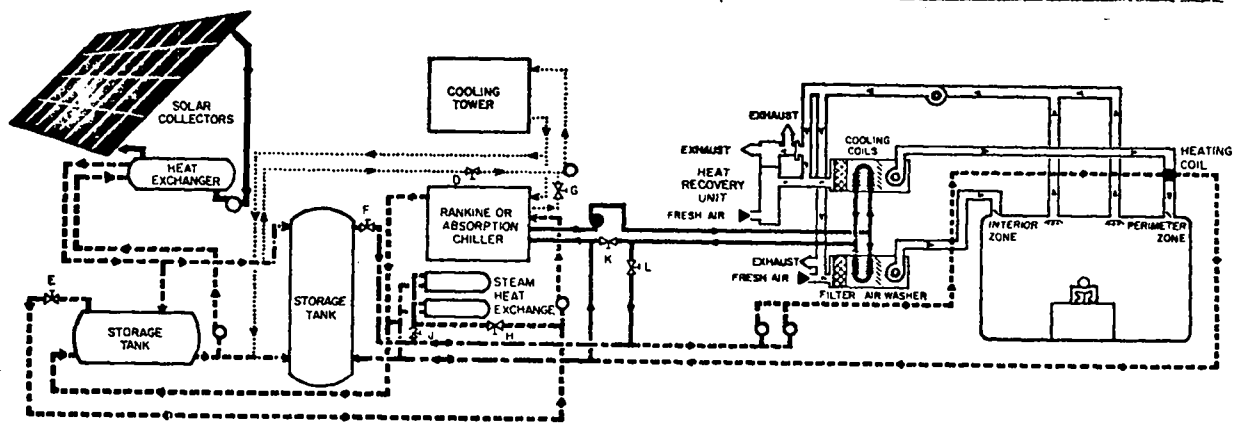 SOLAR
COLLECTORS
HEAT
EXCHANGER
COOLING
TOWER
D
G
RANKINE OR
ABSORPTION
CHILLER
F
E
STORAGE
TANK
STORAGE
TANK
STEAM
HEAT
EXCHANGE
J
H
K
L
EXHAUST
EXHAUST
HEAT
RECOVERY
UNIT
FRESH AIR
COOLING
COILS
HEATING
COIL
INTERIOR
ZONE
PERIMETER
ZONE
EXHAUST
FRESH AIR
FILTER AIR WASHER